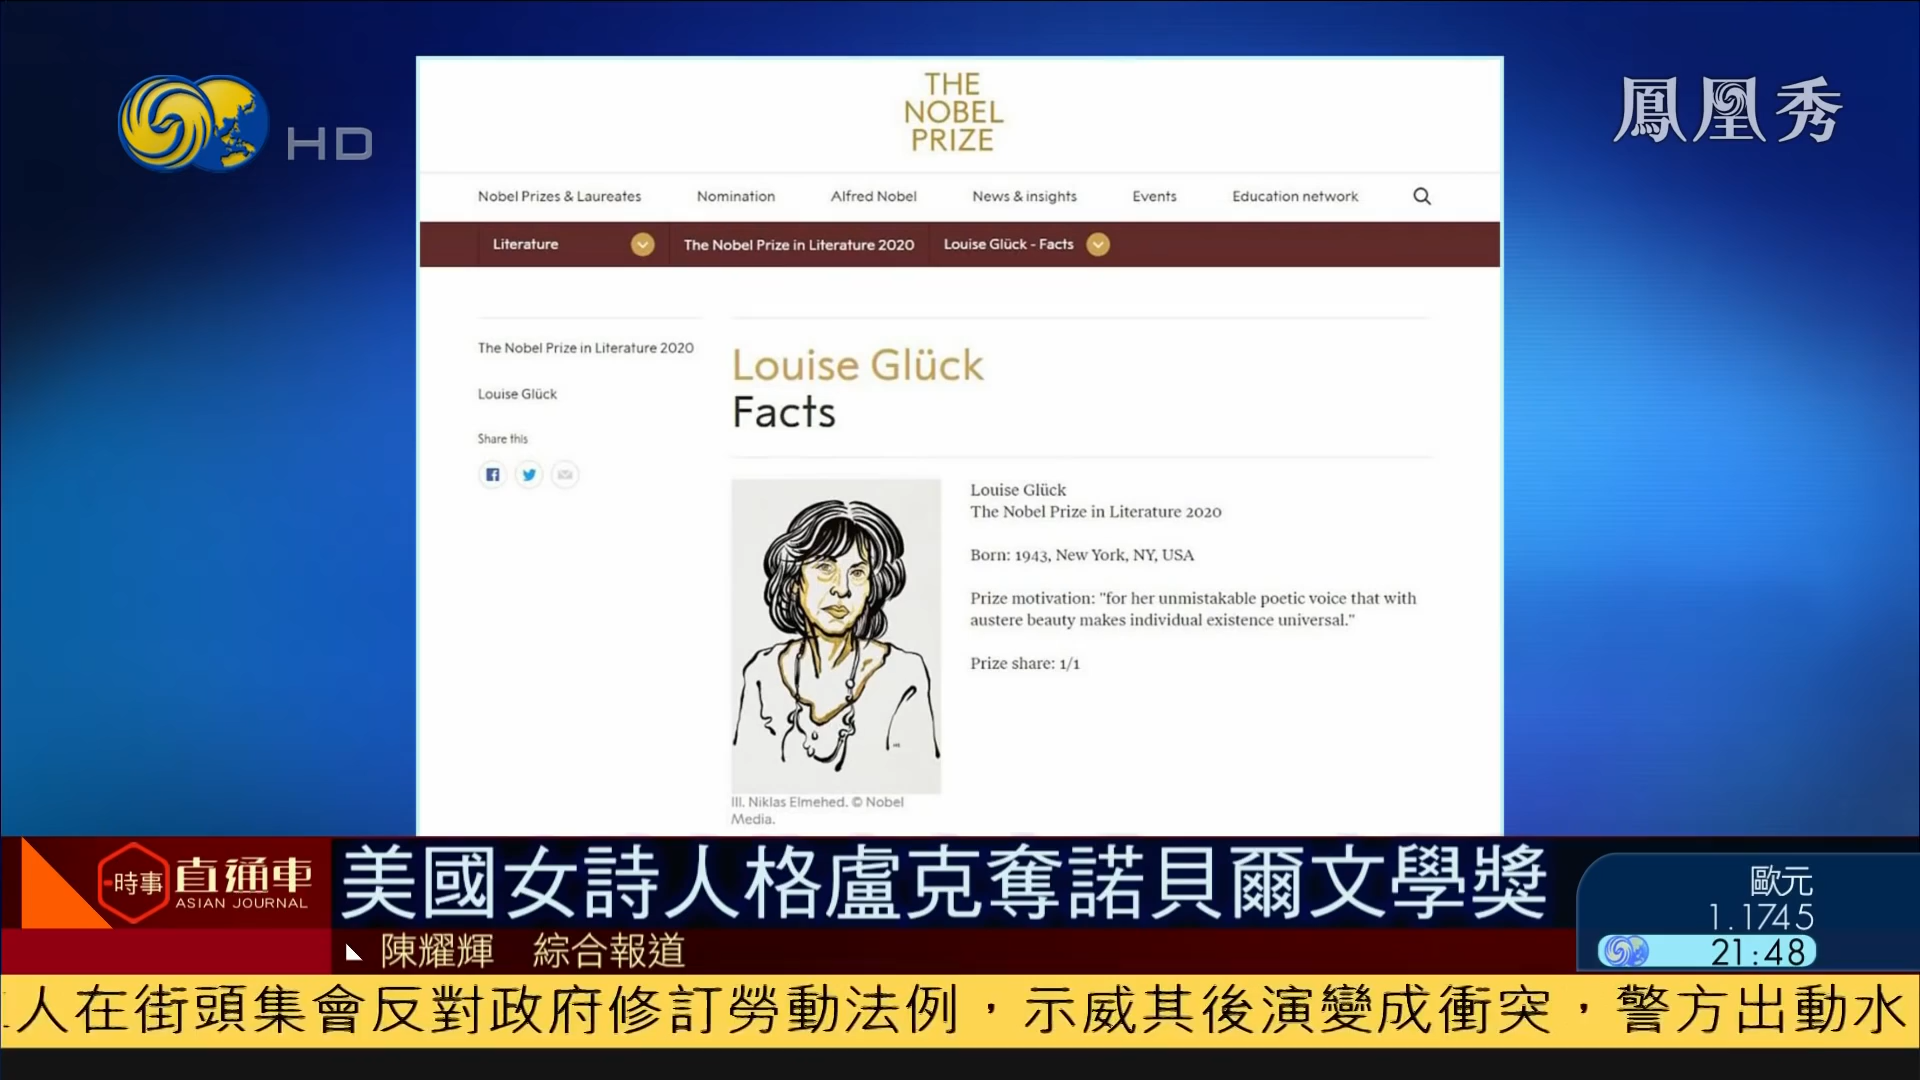 HD
鳳凰秀
THE
NOBEL
PRIZE
Nobel Prizes & Laureates Nomination Alfred Nobel News & insights Events Education network
Literature The Nobel Prize in Literature 2020 Louise Glück - Facts
The Nobel Prize in Literature 2020
Louise Glück
Share this
Louise Glück
Facts
Louise Glück
The Nobel Prize in Literature 2020
Born: 1943, New York, NY, USA
Prize motivation: "for her unmistakable poetic voice that with
austere beauty makes individual existence universal."
Prize share: 1/1
Ill. Niklas Elmehed. © Nobel
Media.
時事 直通車
ASIAN JOURNAL
美國女詩人格盧克奪諾貝爾文學獎
陳耀輝 綜合報道
歐元
1.1745
21:48
人在街頭集會反對政府修訂勞動法例，示威其後演變成衝突，警方出動水